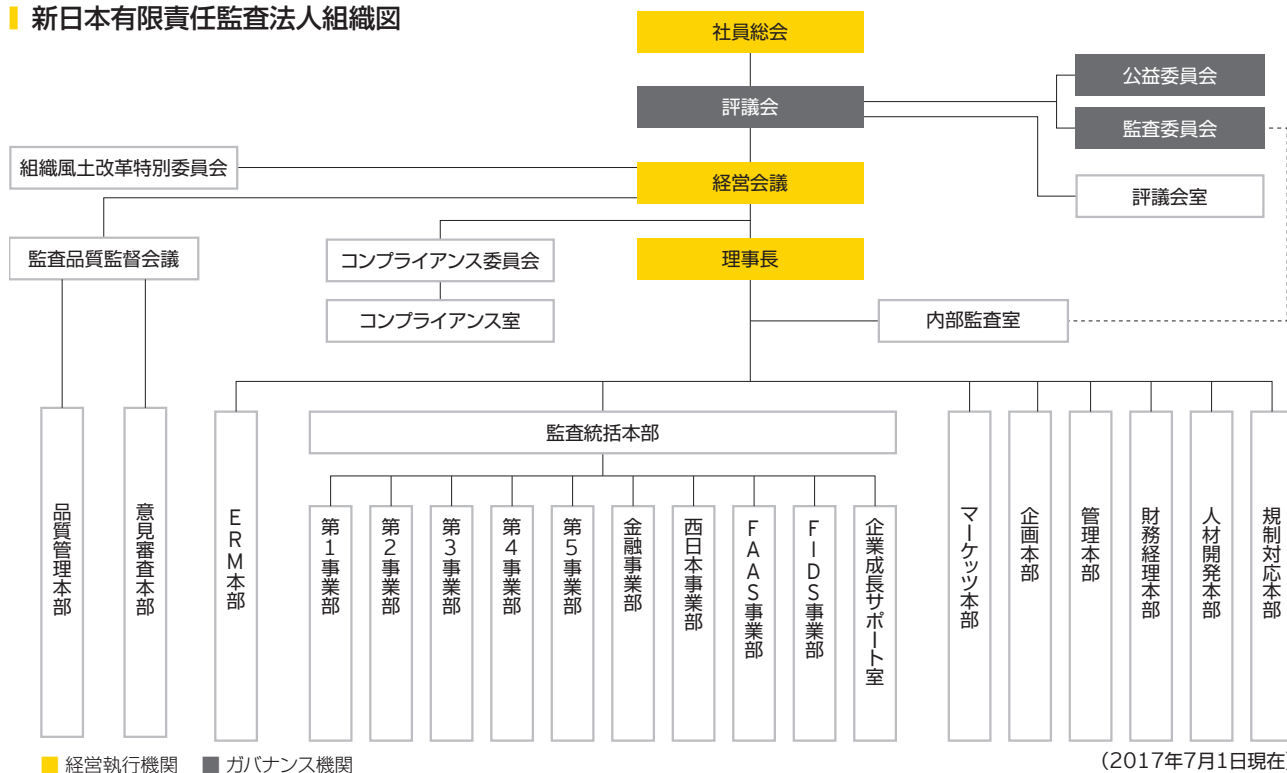 新日本有限責任監査法人組織図
社員総会
評議会
公益委員会
監査委員会
評議会室
組織風土改革特別委員会
経営会議
監査品質監督会議
コンプライアンス委員会
理事長
コンプライアンス室
内部監査室
監査統括本部
品質管理本部
意見審査本部
ERM本部
第1事業部
第2事業部
第3事業部
第4事業部
第5事業部
金融事業部
西日本事業部
FAAS事業部
FIDS事業部
企業成長サポート室
マーケッツ本部
企画本部
管理本部
財務経理本部
人材開発本部
規制対応本部
経営執行機関 ガバナンス機関
(2017年7月1日現在)